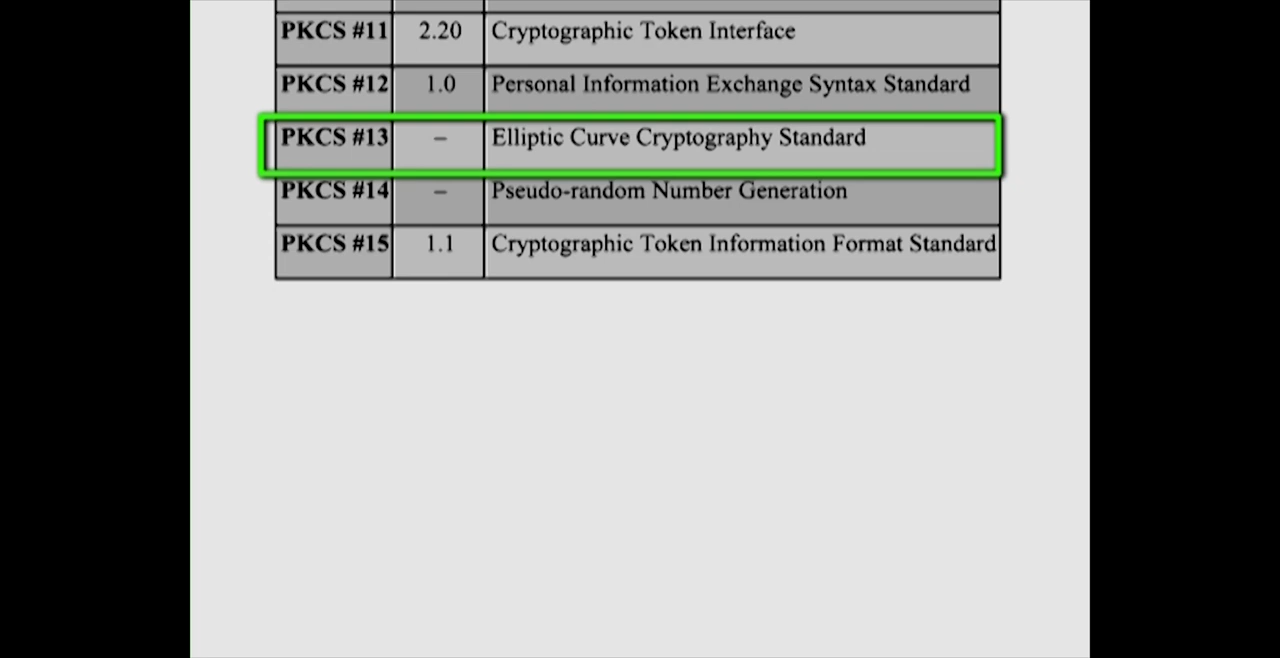 PKCS #11 2.20 Cryptographic Token Interface
PKCS #12 1.0 Personal Information Exchange Syntax Standard
PKCS #13 – Elliptic Curve Cryptography Standard
PKCS #14 – Pseudo-random Number Generation
PKCS #15 1.1 Cryptographic Token Information Format Standard